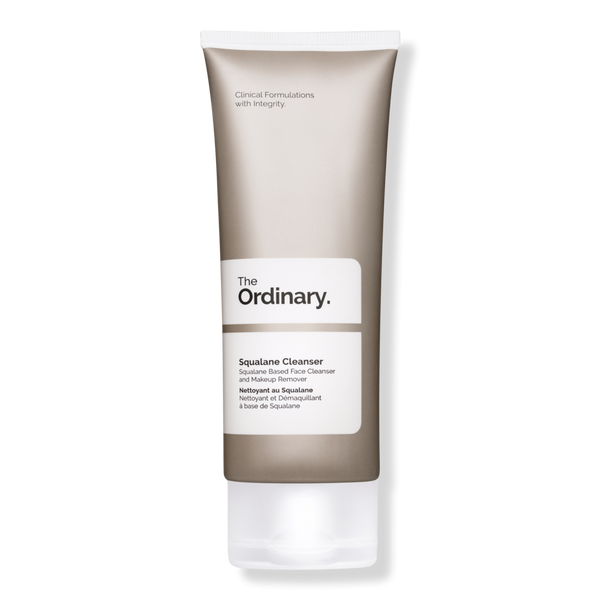 Clinical Formulations
with Integrity.
The
Ordinary.
Squalane Cleanser
Squalane Based Face Cleanser
and Makeup Remover
Nettoyant au Squalane
Nettoyant et Démaquillant
à base de Squalane